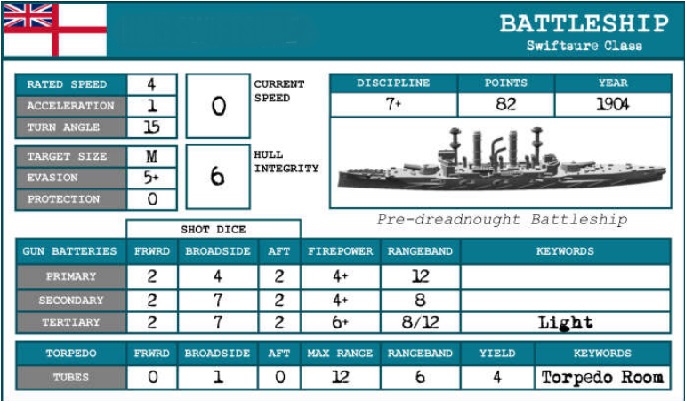 BATTLESHIP
Swiftsure Class
RATED SPEED 4
ACCELERATION 1
TURN ANGLE 15
0 CURRENT SPEED
DISCIPLINE POINTS YEAR
7+ 82 1904
TARGET SIZE M
EVASION 5+
PROTECTION 0
6 HULL INTEGRITY
Pre-dreadnought Battleship
SHOT DICE
GUN BATTERIES FRWRD BROADSIDE AFT FIREPOWER RANGEBAND KEYWORDS
PRIMARY 2 4 2 4+ 12
SECONDARY 2 7 2 4+ 8
TERTIARY 2 7 2 6+ 8/12 Light
TORPEDO FRWRD BROADSIDE AFT MAX RANGE RANGEBAND YIELD KEYWORDS
TUBES 0 1 0 12 6 4 Torpedo Room